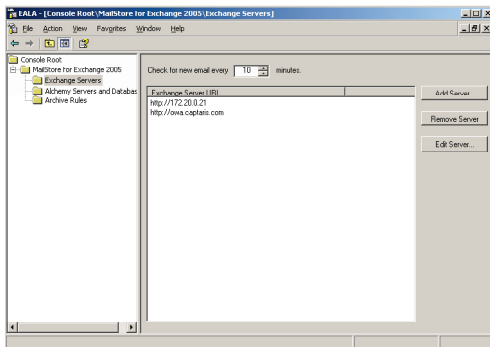 EALA - [Console Root\MailStore for Exchange 2005\Exchange Servers]
File Action View Favorites Window Help
Console Root
MailStore for Exchange 2005
Exchange Servers
Alchemy Servers and Databas
Archive Rules
Check for new email every 10 minutes.
Exchange Server URL
http://172.20.0.21
http://owa.captaris.com
Add Server
Remove Server
Edit Server...